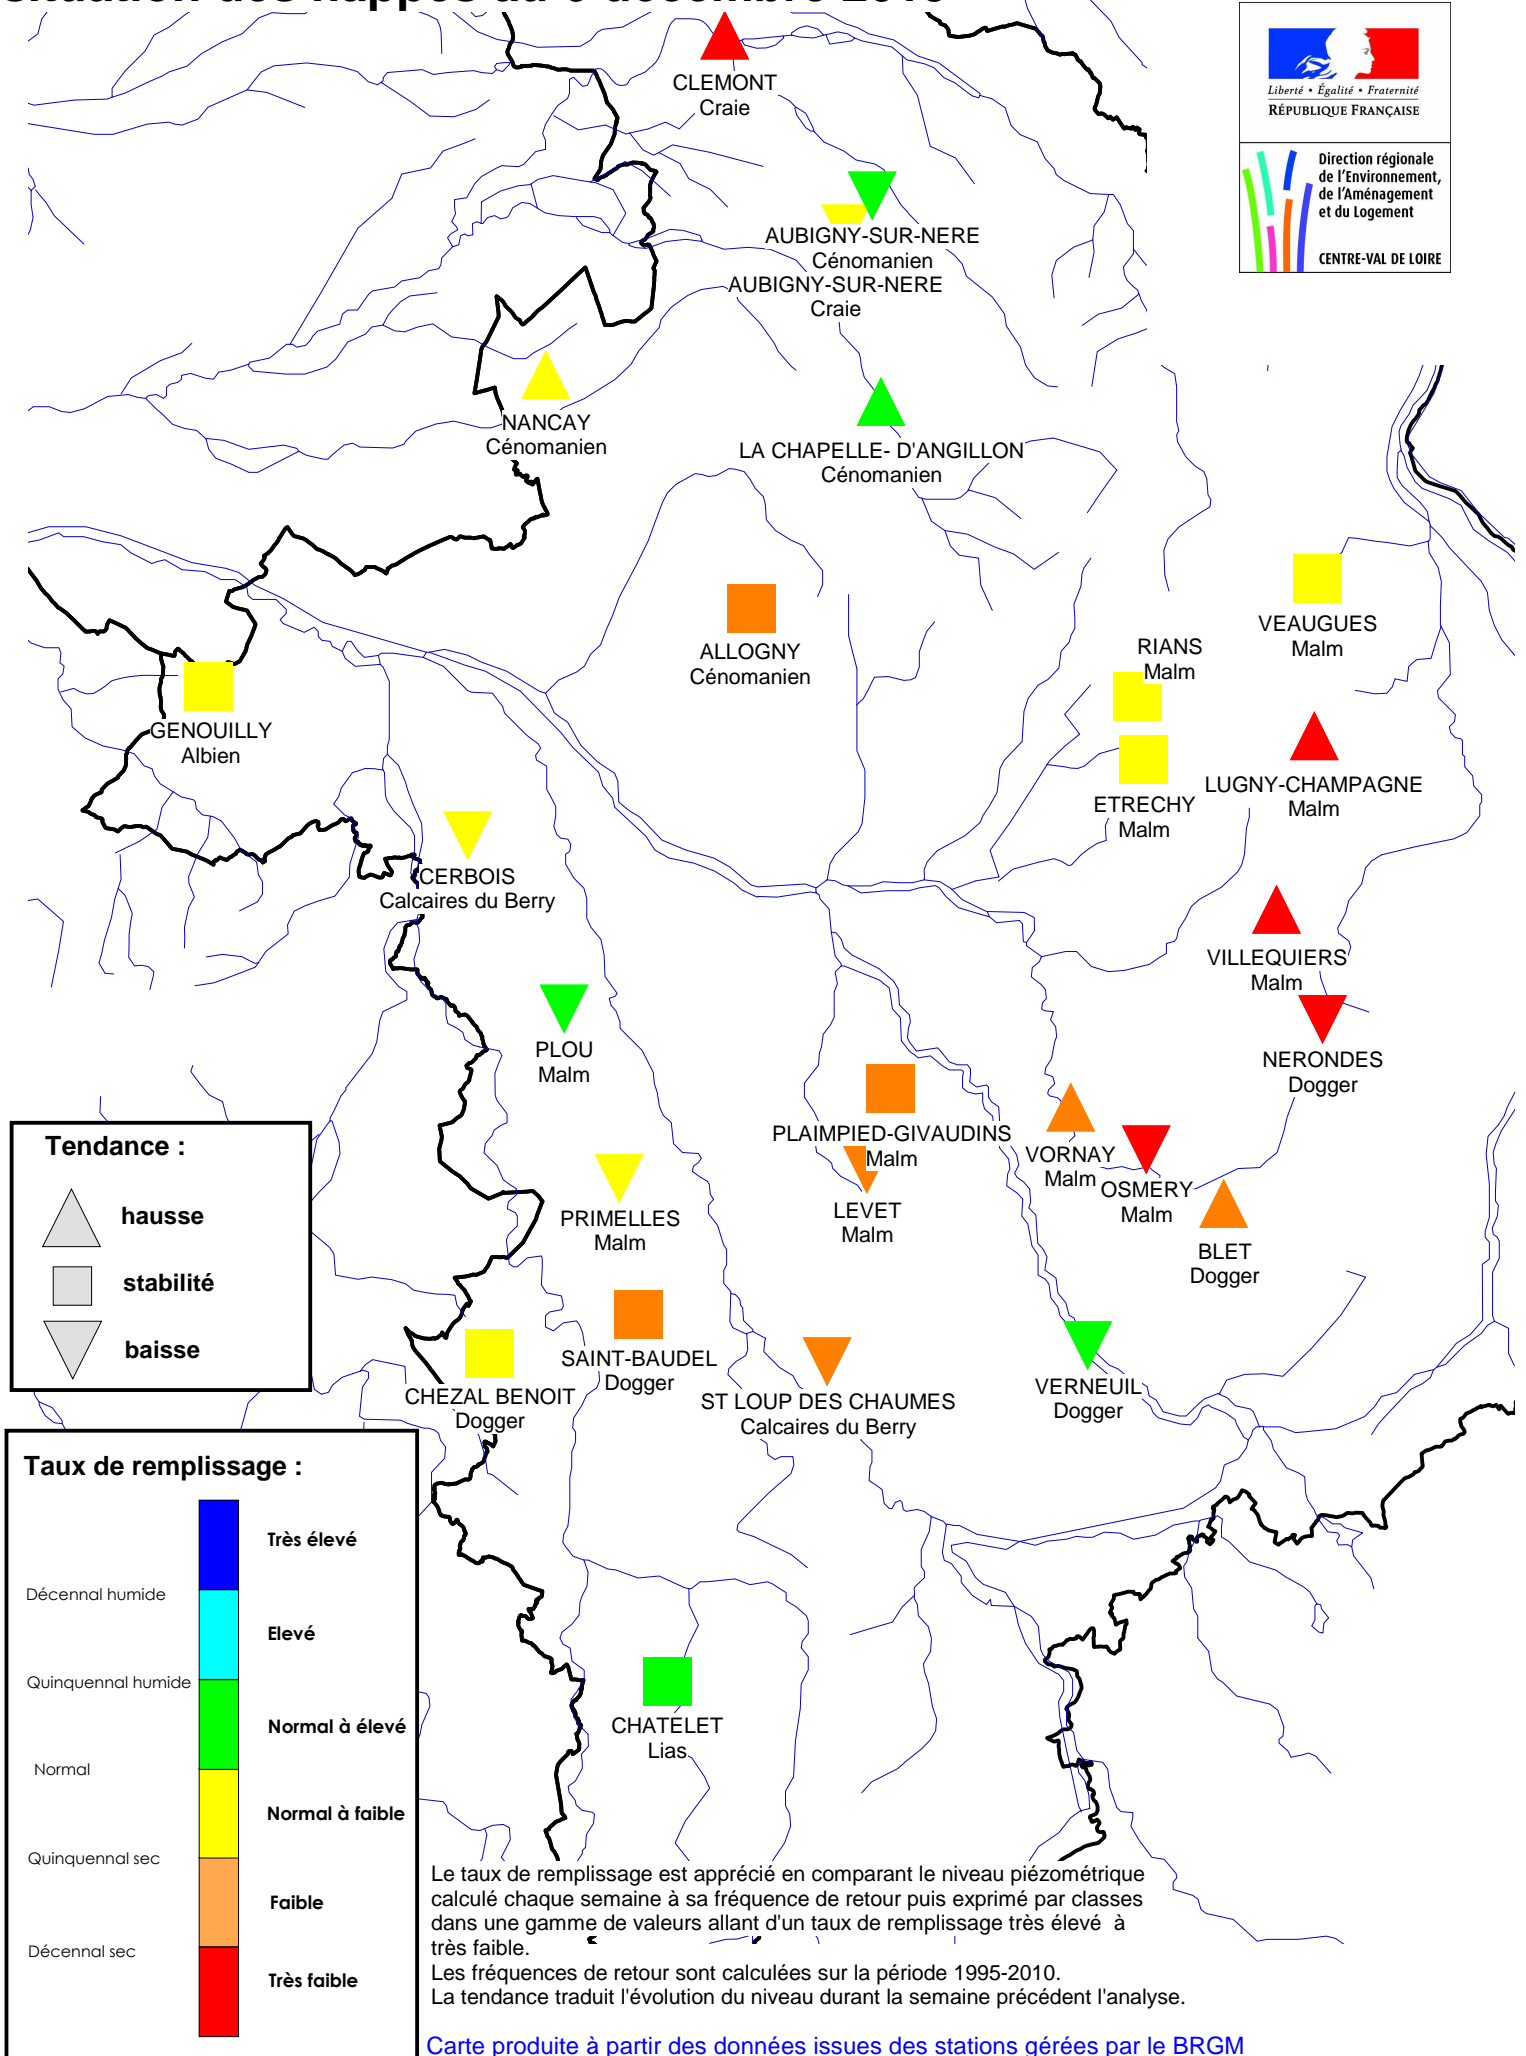 CLEMONT
Craie
Liberté • Égalité • Fraternité
RÉPUBLIQUE FRANÇAISE
Direction régionale
de l'Environnement,
de l'Aménagement
et du Logement
CENTRE-VAL DE LOIRE
AUBIGNY-SUR-NERE
Cénomanien
AUBIGNY-SUR-NERE
Craie
NANCAY
Cénomanien
LA CHAPELLE- D'ANGILLON
Cénomanien
ALLOGNY
Cénomanien
VEAUGUES
Malm
RIANS
Malm
GENOUILLY
Albien
ETRECHY
Malm
LUGNY-CHAMPAGNE
Malm
CERBOIS
Calcaires du Berry
VILLEQUIERS
Malm
PLOU
Malm
NERONDES
Dogger
PLAIMPIED-GIVAUDINS
Malm
VORNAY
Malm
OSMERY
Malm
PRIMELLES
Malm
LEVET
Malm
BLET
Dogger
SAINT-BAUDEL
Dogger
CHEZAL BENOIT
Dogger
ST LOUP DES CHAUMES
Calcaires du Berry
VERNEUIL
Dogger
CHATELET
Lias
Tendance :
hausse
stabilité
baisse
Taux de remplissage :
Très élevé
Décennal humide
Elevé
Quinquennal humide
Normal à élevé
Normal
Normal à faible
Quinquennal sec
Faible
Décennal sec
Très faible
Le taux de remplissage est apprécié en comparant le niveau piézométrique
calculé chaque semaine à sa fréquence de retour puis exprimé par classes
dans une gamme de valeurs allant d'un taux de remplissage très élevé à
très faible.
Les fréquences de retour sont calculées sur la période 1995-2010.
La tendance traduit l'évolution du niveau durant la semaine précédent l'analyse.
Carte produite à partir des données issues des stations gérées par le BRGM